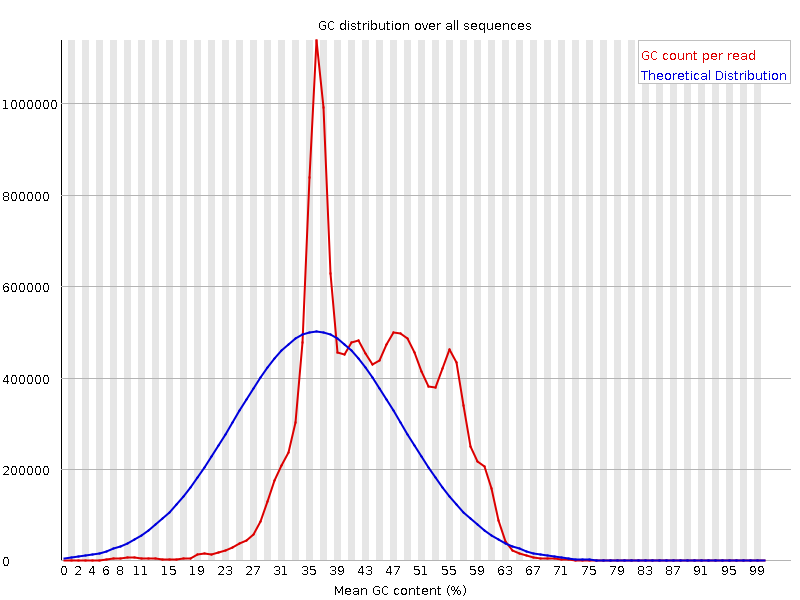 GC distribution over all sequences
GC count per read
Theoretical Distribution
1000000
800000
600000
400000
200000
0
0 2 4 6 8 11 15 19 23 27 31 35 39 43 47 51 55 59 63 67 71 75 79 83 87 91 95 99
Mean GC content (%)